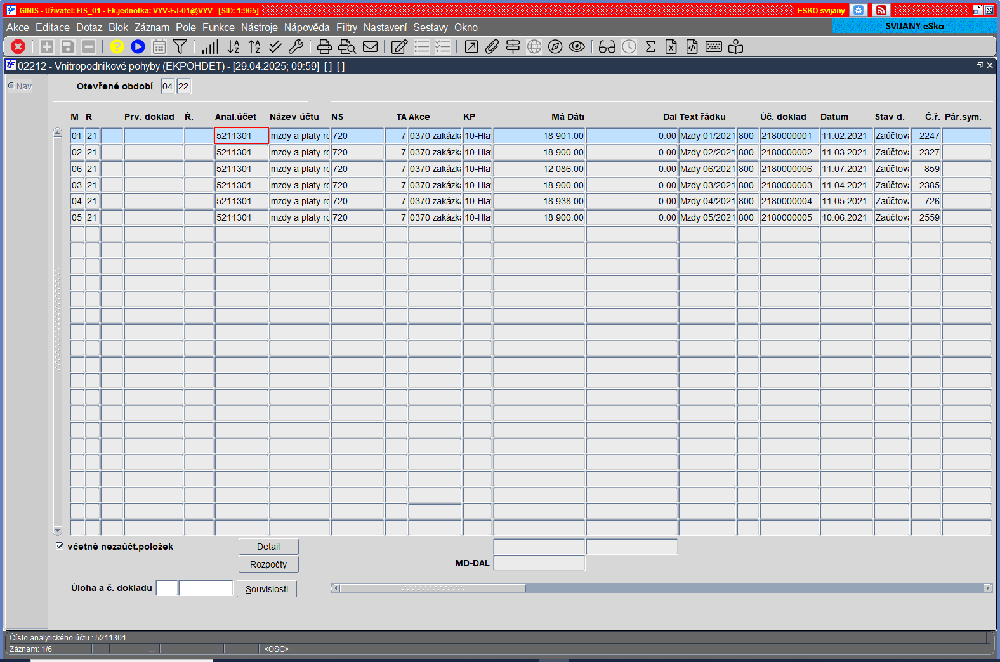 GINIS - Uživatel: FIS_01 - Ek.jednotka: VYV-EJ-01@VYV [SID: 1:965] ESKO svijany
Akce Editace Dotaz Blok Záznam Pole Funkce Nástroje Nápověda Filtry Nastavení Sestavy Okno SVIJANY eSko
02212 - Vnitropodnikové pohyby (EKPOHDET) - [29.04.2025; 09:59] [ ] [ ]
Nav
Otevřené období 04 22
M R Prv. doklad Ř. Anal.účet Název účtu NS TA Akce KP Má Dáti Dal Text řádku Úč. doklad Datum Stav d. Č.ř. Pár.sym.
01 21 5211301 mzdy a platy ro 720 7 0370 zakázk 10-Hla 18 901.00 0.00 Mzdy 01/2021 800 2180000001 11.02.2021 Zaúčtova 2247
02 21 5211301 mzdy a platy ro 720 7 0370 zakázk 10-Hla 18 900.00 0.00 Mzdy 02/2021 800 2180000002 11.03.2021 Zaúčtova 2327
06 21 5211301 mzdy a platy ro 720 7 0370 zakázk 10-Hla 12 086.00 0.00 Mzdy 06/2021 800 2180000006 11.07.2021 Zaúčtova 859
03 21 5211301 mzdy a platy ro 720 7 0370 zakázk 10-Hla 18 900.00 0.00 Mzdy 03/2021 800 2180000003 11.04.2021 Zaúčtova 2385
04 21 5211301 mzdy a platy ro 720 7 0370 zakázk 10-Hla 18 938.00 0.00 Mzdy 04/2021 800 2180000004 11.05.2021 Zaúčtova 726
05 21 5211301 mzdy a platy ro 720 7 0370 zakázk 10-Hla 18 900.00 0.00 Mzdy 05/2021 800 2180000005 10.06.2021 Zaúčtova 2559
včetně nezaúčt.položek Detail
Rozpočty MD-DAL
Úloha a č. dokladu Souvislosti
Číslo analytického účtu : 5211301
Záznam: 1/6 ... <OSC>